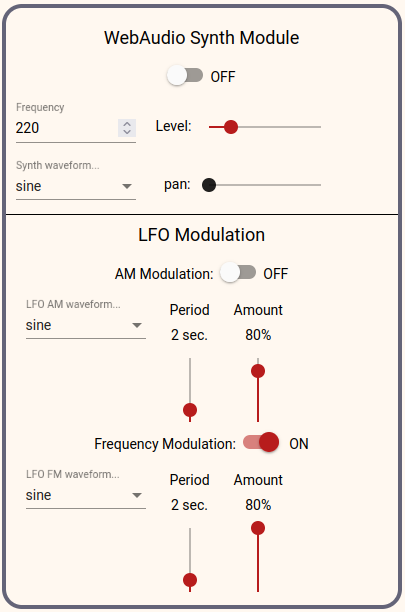 WebAudio Synth Module
OFF
Frequency
220
Level:
Synth waveform...
sine
pan:
LFO Modulation
AM Modulation: OFF
LFO AM waveform...
sine
Period Amount
2 sec. 80%
Frequency Modulation: ON
LFO FM waveform...
sine
Period Amount
2 sec. 80%